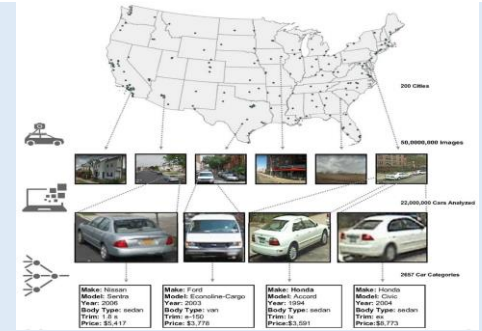 200 Cities
50,0000,000 Images
22,000,000 Cars Analyzed
2657 Car Categories
Make: Nissan
Model: Sentra
Year: 2006
Body Type: sedan
Trim: 1.8 s
Price:$5,417
Make: Ford
Model: Econoline-Cargo
Year: 2003
Body Type: van
Trim: e-150
Price:$3,778
Make: Honda
Model: Accord
Year: 1994
Body Type: sedan
Trim: lx
Price:$3,591
Make: Honda
Model: Civic
Year: 2004
Body Type: sedan
Trim: ex
Price:$8,773